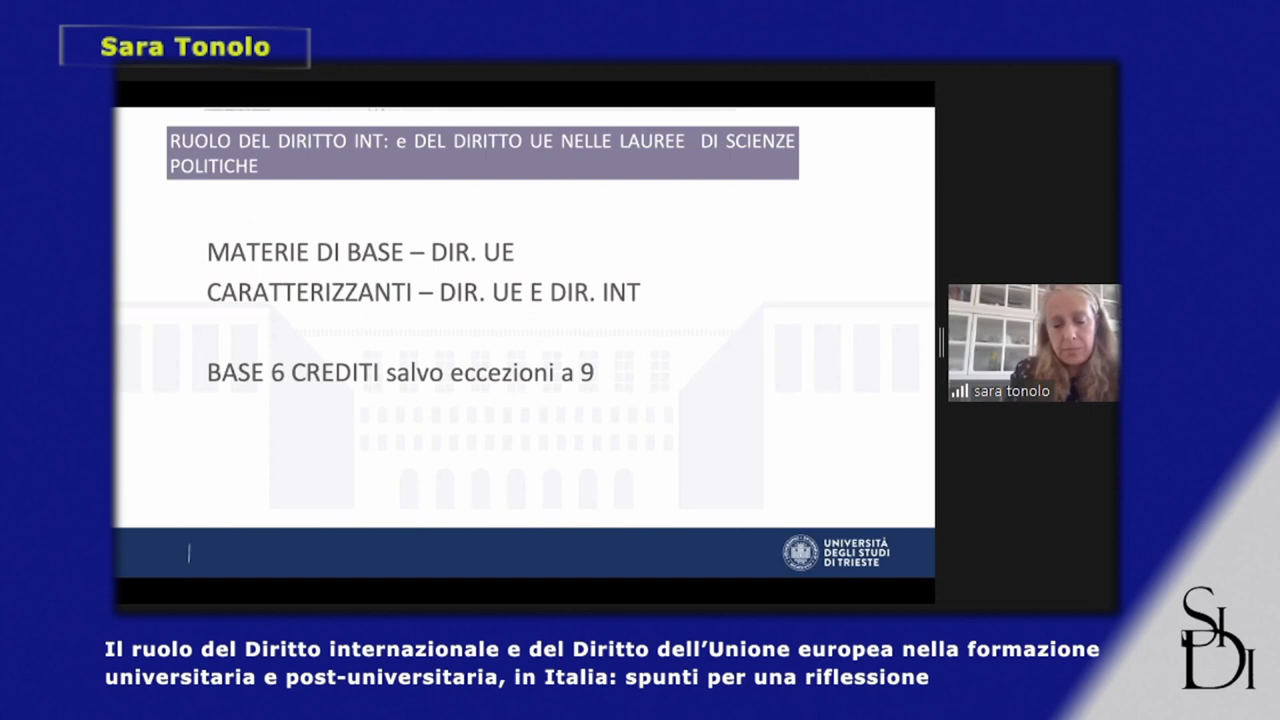 Sara Tonolo
RUOLO DEL DIRITTO INT: e DEL DIRITTO UE NELLE LAUREE DI SCIENZE
POLITICHE
MATERIE DI BASE – DIR. UE
CARATTERIZZANTI – DIR. UE E DIR. INT
BASE 6 CREDITI salvo eccezioni a 9
sara tonolo
UNIVERSITÀ
DEGLI STUDI
DI TRIESTE
Il ruolo del Diritto internazionale e del Diritto dell’Unione europea nella formazione
universitaria e post-universitaria, in Italia: spunti per una riflessione
SIDI